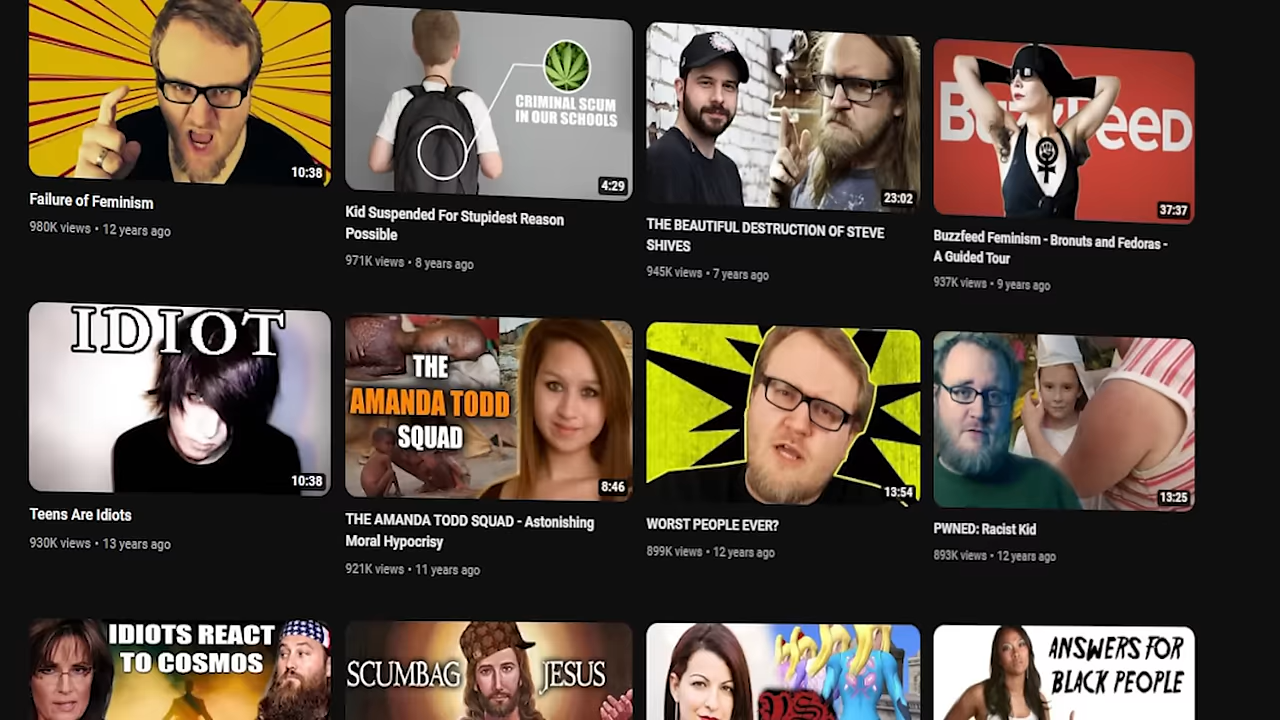 10:38
Failure of Feminism
980K views • 12 years ago
CRIMINAL SCUM
IN OUR SCHOOLS
4:29
Kid Suspended For Stupidest Reason
Possible
971K views • 8 years ago
23:02
THE BEAUTIFUL DESTRUCTION OF STEVE
SHIVES
945K views • 7 years ago
BuzzFeeD
37:37
Buzzfeed Feminism - Bronuts and Fedoras -
A Guided Tour
937K views • 9 years ago
IDIOT
10:38
Teens Are Idiots
930K views • 13 years ago
THE
AMANDA TODD
SQUAD
8:46
THE AMANDA TODD SQUAD - Astonishing
Moral Hypocrisy
921K views • 11 years ago
13:54
WORST PEOPLE EVER?
899K views • 12 years ago
13:25
PWNED: Racist Kid
893K views • 12 years ago
IDIOTS REACT
TO COSMOS
SCUMBAG JESUS
ANSWERS FOR
BLACK PEOPLE